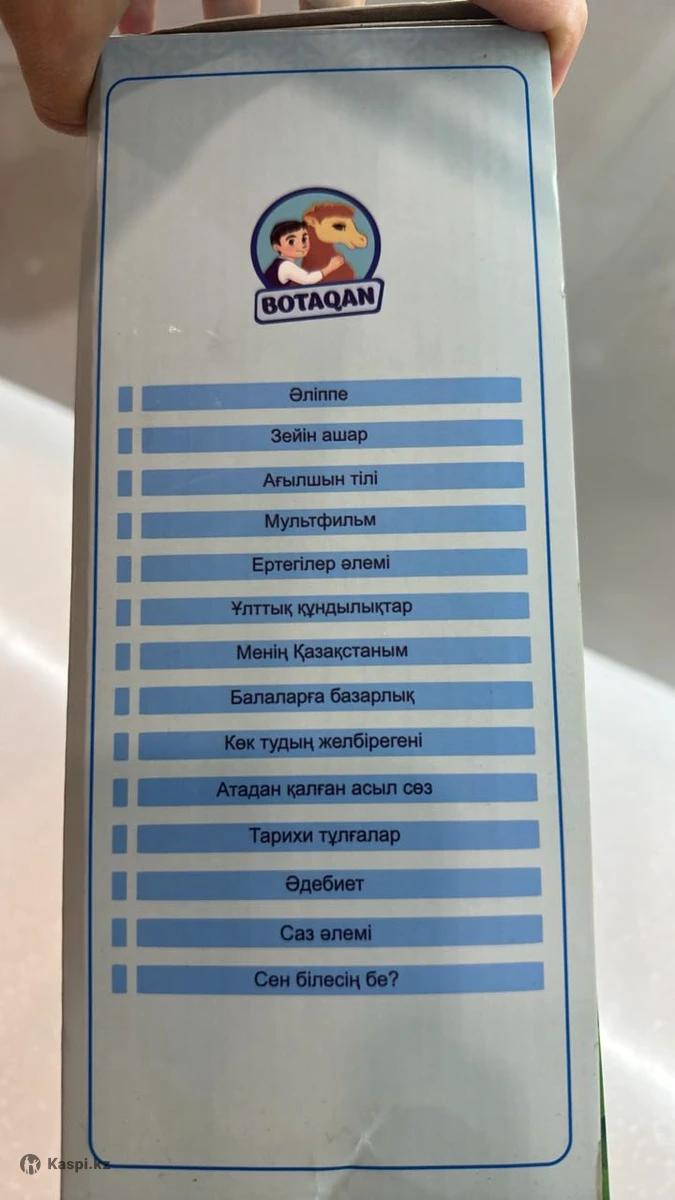 BOTAQAN
Әліппе
Зейін ашар
Ағылшын тілі
Мультфильм
Ертегілер әлемі
Ұлттық құндылықтар
Менің Қазақстаным
Балаларға базарлық
Көк тудың желбірегені
Атадан қалған асыл сөз
Тарихи тұлғалар
Әдебиет
Саз әлемі
Сен білесің бе?
Kaspi.kz